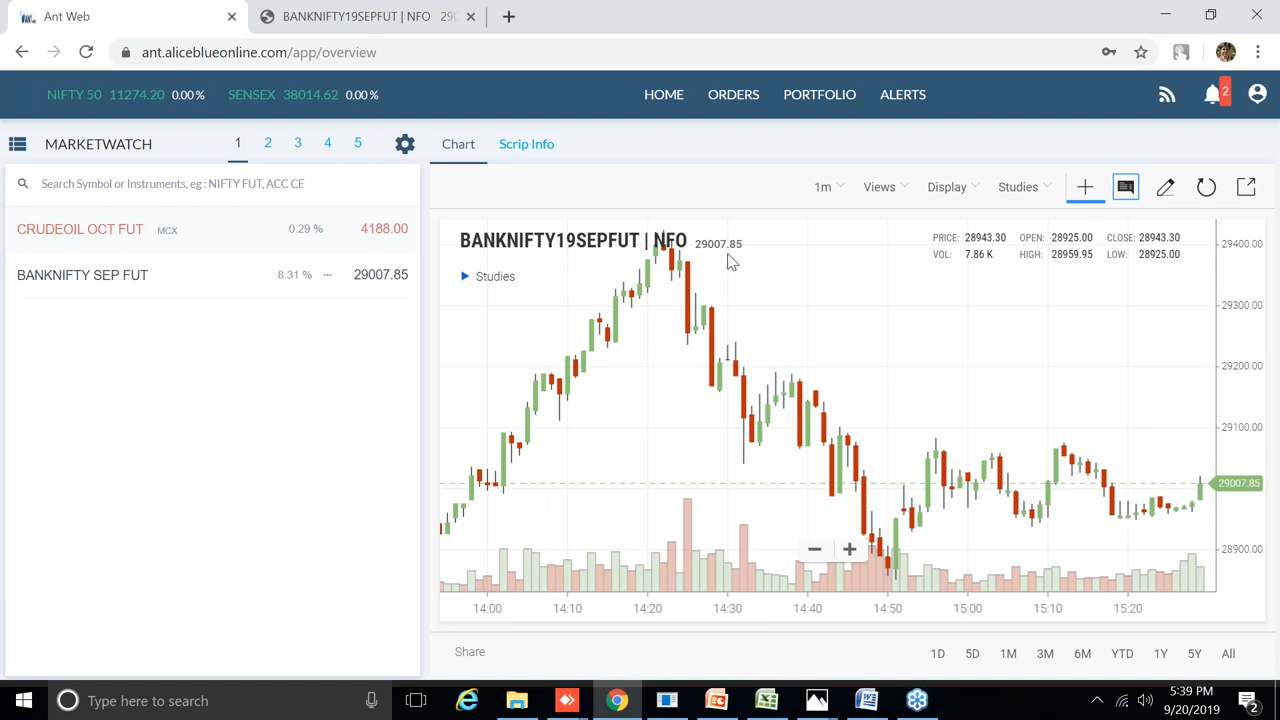 Ant Web
BANKNIFTY19SEPFUT | NFO 290
ant.aliceblueonline.com/app/overview
NIFTY 50 11274.20 0.00 % SENSEX 38014.62 0.00 % HOME ORDERS PORTFOLIO ALERTS 2
MARKETWATCH 1 2 3 4 5
Chart Scrip Info
Search Symbol or Instruments, eg : NIFTY FUT, ACC CE
1m Views Display Studies
CRUDEOIL OCT FUT MCX 0.29 % 4188.00
BANKNIFTY SEP FUT 8.31 % 29007.85
BANKNIFTY19SEPFUT | NFO 29007.85
Studies
PRICE: 28943.30 OPEN: 28925.00 CLOSE: 28943.30
VOL: 7.86 K HIGH: 28959.95 LOW: 28925.00
29400.00
29300.00
29200.00
29100.00
29007.85
28900.00
14:00 14:10 14:20 14:30 14:40 14:50 15:00 15:10 15:20
Share 1D 5D 1M 3M 6M YTD 1Y 5Y All
Type here to search
5:39 PM
9/20/2019
2